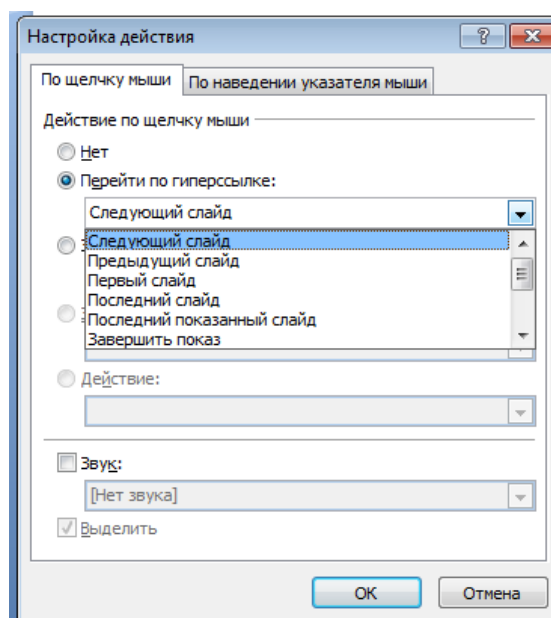 Настройка действия
По щелчку мыши
По наведении указателя мыши
Действие по щелчку мыши
Нет
Перейти по гиперссылке:
Следующий слайд
Следующий слайд
Предыдущий слайд
Первый слайд
Последний слайд
Последний показанный слайд
Завершить показ
Действие:
Звук:
[Нет звука]
Выделить
ОК
Отмена